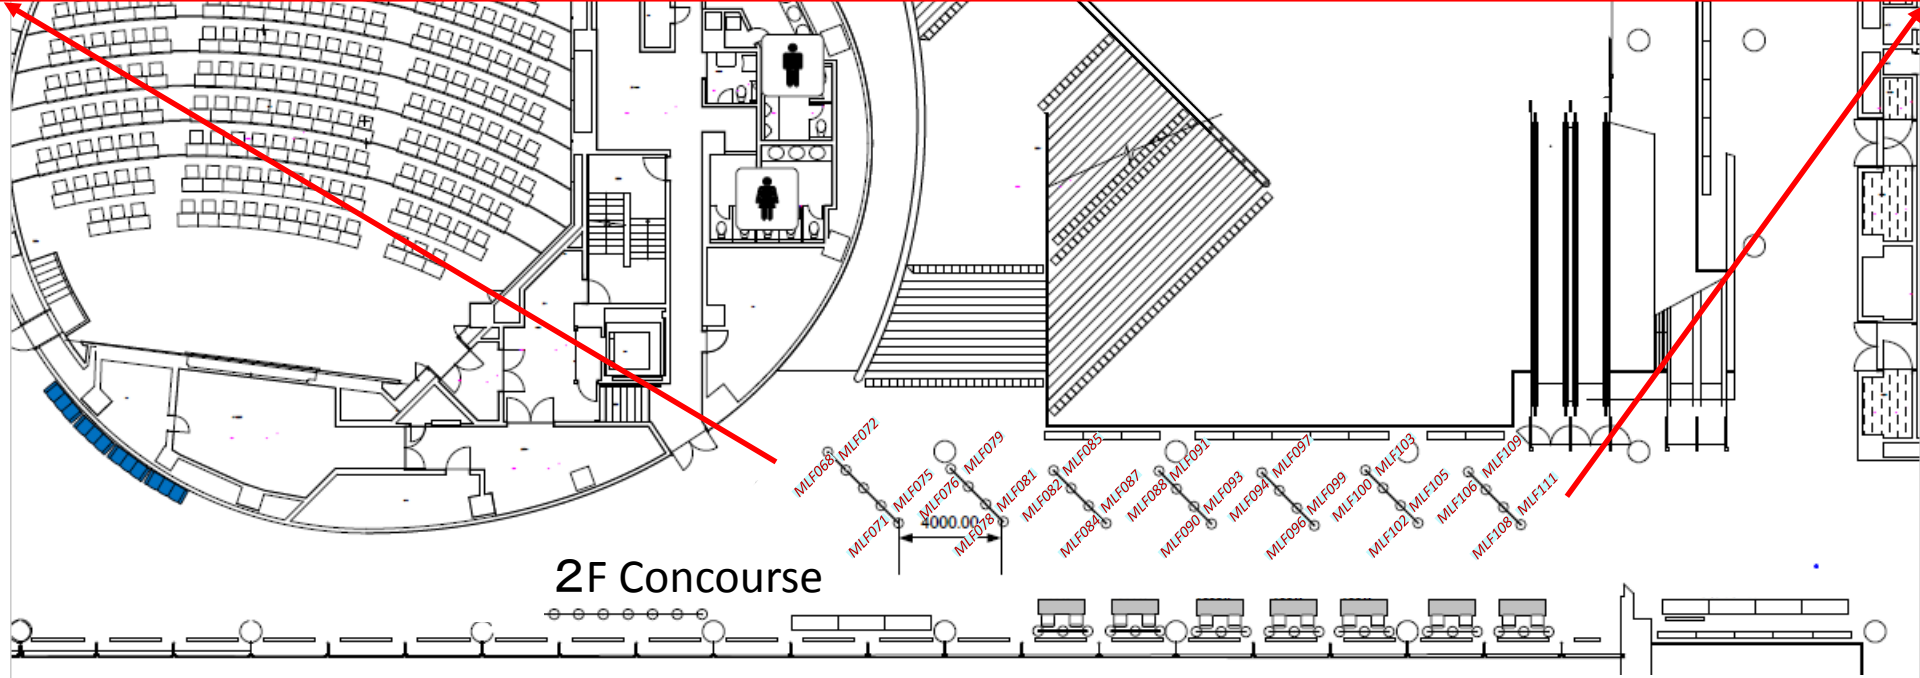 MLF068 MLF072
MLF071 MLF075
MLF076 MLF079
MLF078 MLF081
MLF082 MLF085
MLF084 MLF087
MLF088 MLF091
MLF090 MLF093
MLF094 MLF097
MLF096 MLF099
MLF100 MLF103
MLF102 MLF105
MLF106 MLF109
MLF108 MLF111
4000.00
2F Concourse